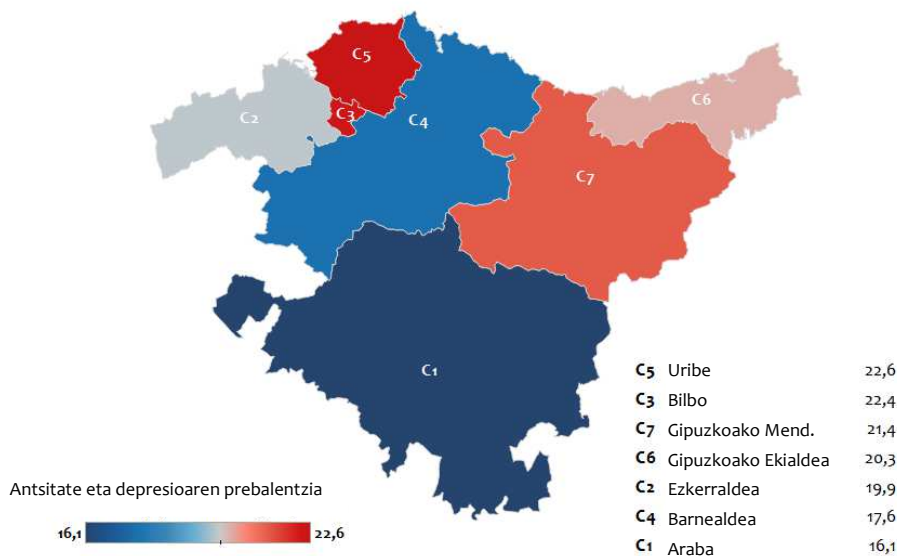 C5
C3
C2
C4
C6
C7
C1
C5 Uribe 22,6
C3 Bilbo 22,4
C7 Gipuzkoako Mend. 21,4
C6 Gipuzkoako Ekialdea 20,3
C2 Ezkerraldea 19,9
C4 Barnealdea 17,6
C1 Araba 16,1
Antsitate eta depresioaren prebalentzia
16,1 22,6